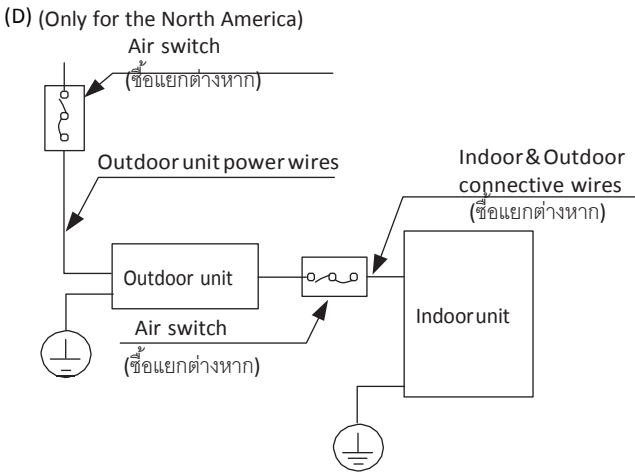 (D) (Only for the North America)
Air switch
(ซื้อแยกต่างหาก)
Outdoor unit power wires
Indoor & Outdoor
connective wires
(ซื้อแยกต่างหาก)
Outdoor unit
Indoor unit
Air switch
(ซื้อแยกต่างหาก)